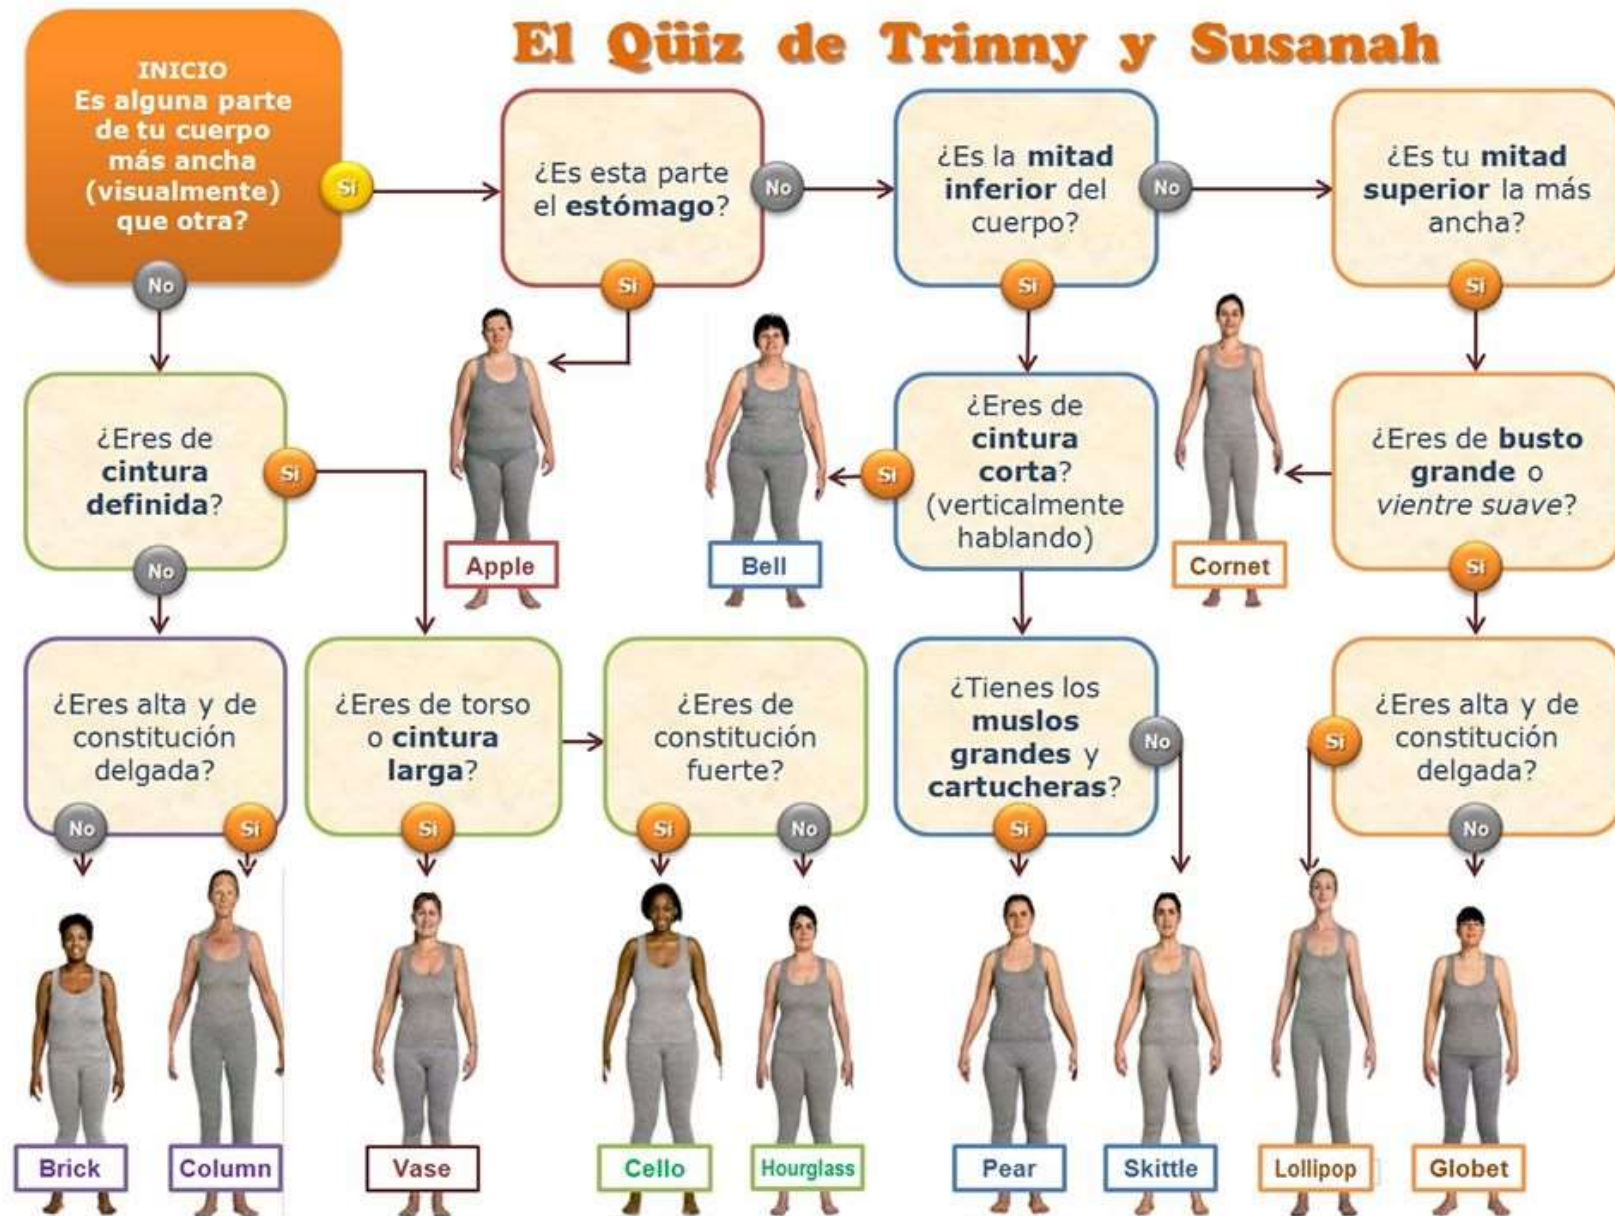 El Qüiz de Trinny y Susanah
INICIO
Es alguna parte
de tu cuerpo
más ancha
(visualmente)
que otra?
Sí
No
¿Es esta parte
el estómago?
No
Sí
¿Es la mitad
inferior del
cuerpo?
No
Sí
¿Es tu mitad
superior la más
ancha?
Sí
¿Eres de
cintura
definida?
Sí
No
Apple
Bell
¿Eres de
cintura
corta?
(verticalmente
hablando)
Sí
Cornet
¿Eres de busto
grande o
vientre suave?
Sí
¿Eres alta y de
constitución
delgada?
No
Sí
¿Eres de torso
o cintura
larga?
Sí
¿Eres de
constitución
fuerte?
Sí
No
¿Tienes los
muslos
grandes y
cartucheras?
No
Sí
¿Eres alta y de
constitución
delgada?
Sí
No
Brick
Column
Vase
Cello
Hourglass
Pear
Skittle
Lollipop
Globet